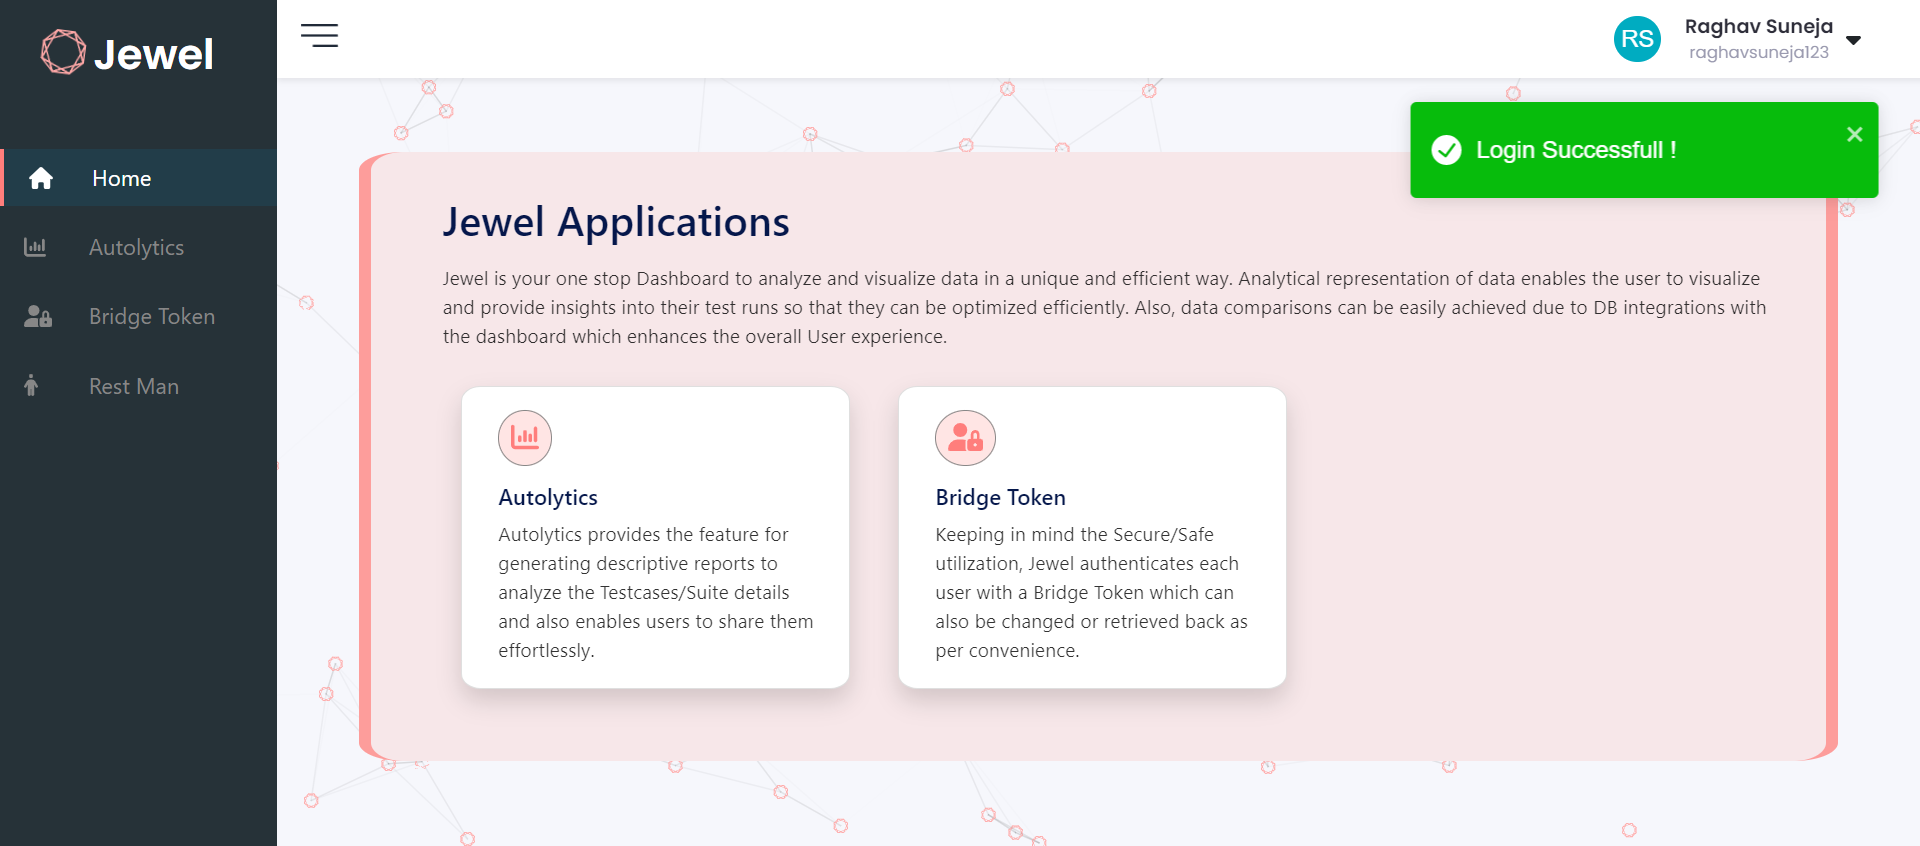 Jewel
Home
Autolytics
Bridge Token
Rest Man
RS
Raghav Suneja
raghavsuneja123
Login Successfull !
Jewel Applications
Jewel is your one stop Dashboard to analyze and visualize data in a unique and efficient way. Analytical representation of data enables the user to visualize
and provide insights into their test runs so that they can be optimized efficiently. Also, data comparisons can be easily achieved due to DB integrations with
the dashboard which enhances the overall User experience.
Autolytics
Autolytics provides the feature for
generating descriptive reports to
analyze the Testcases/Suite details
and also enables users to share them
effortlessly.
Bridge Token
Keeping in mind the Secure/Safe
utilization, Jewel authenticates each
user with a Bridge Token which can
also be changed or retrieved back as
per convenience.